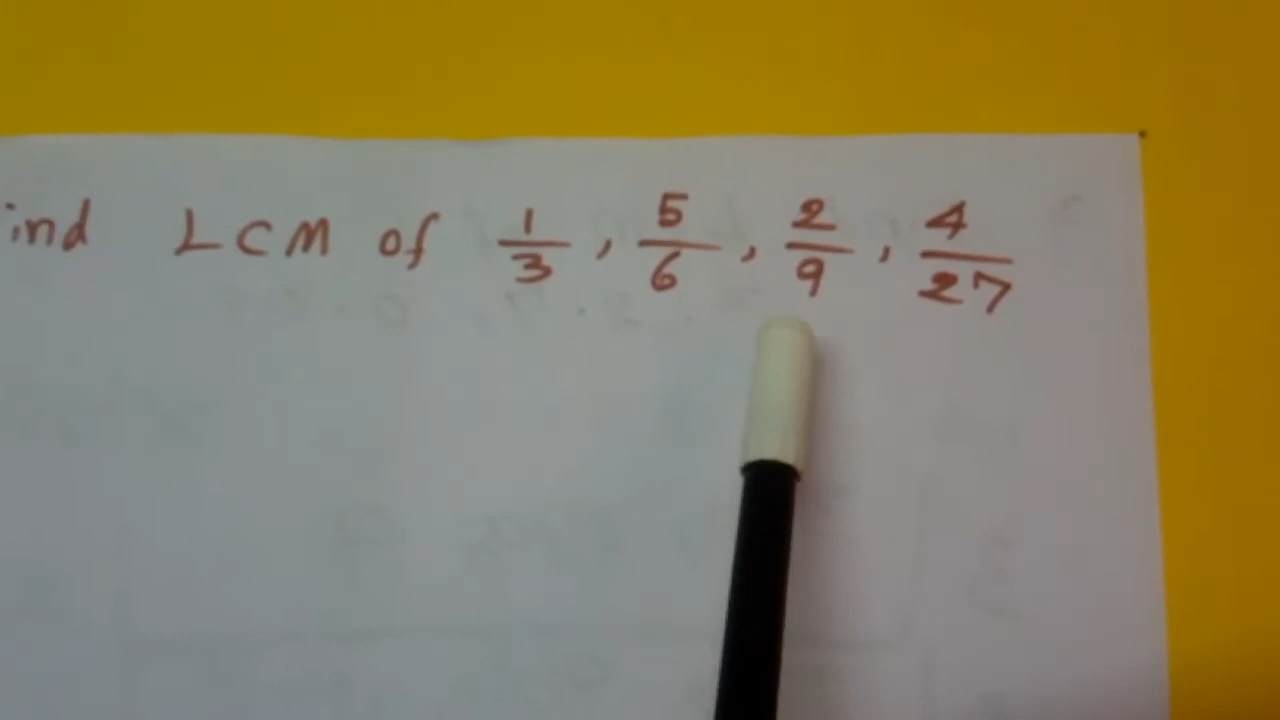 ind LCM of 1/3, 5/6, 2/9, 4/27